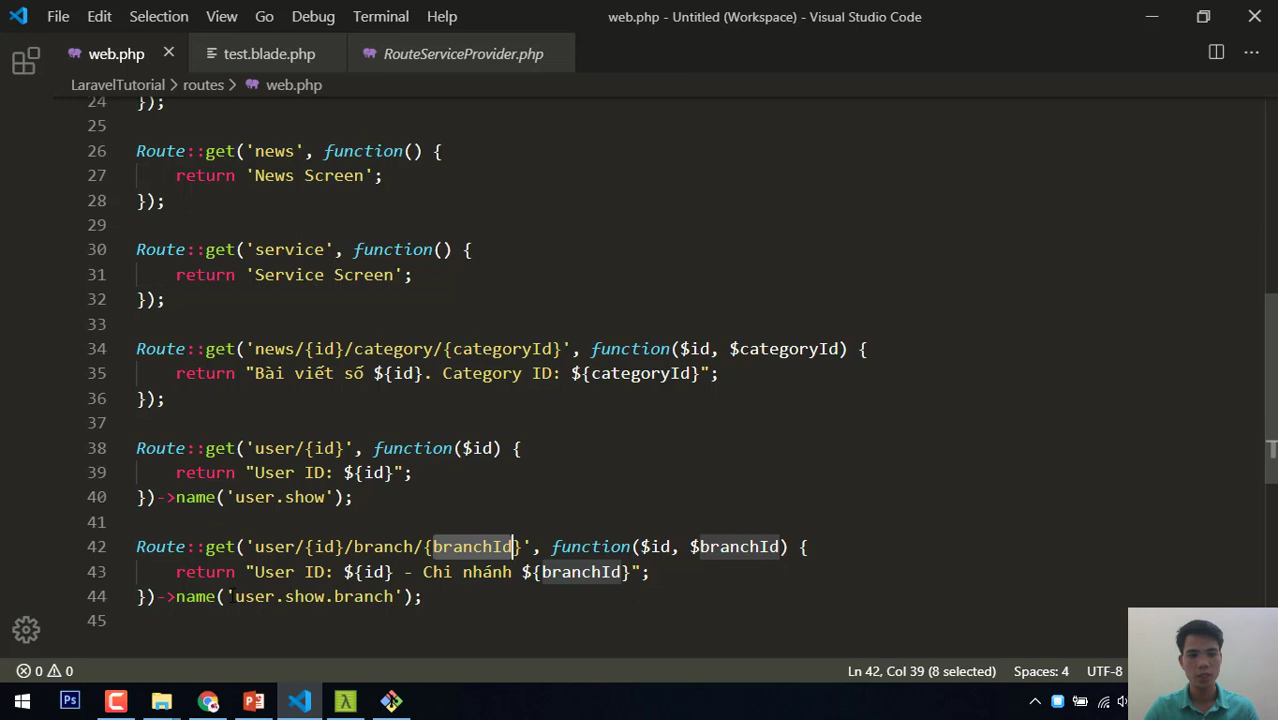 File Edit Selection View Go Debug Terminal Help web.php - Untitled (Workspace) - Visual Studio Code
web.php test.blade.php RouteServiceProvider.php
LaravelTutorial > routes > web.php
24 });
25
26 Route::get('news', function() {
27 return 'News Screen';
28 });
29
30 Route::get('service', function() {
31 return 'Service Screen';
32 });
33
34 Route::get('news/{id}/category/{categoryId}', function($id, $categoryId) {
35 return "Bài viết số ${id}. Category ID: ${categoryId}";
36 });
37
38 Route::get('user/{id}', function($id) {
39 return "User ID: ${id}";
40 })->name('user.show');
41
42 Route::get('user/{id}/branch/{branchId}', function($id, $branchId) {
43 return "User ID: ${id} - Chi nhánh ${branchId}";
44 })->name('user.show.branch');
45
0 0 Ln 42, Col 39 (8 selected) Spaces: 4 UTF-8
Ps